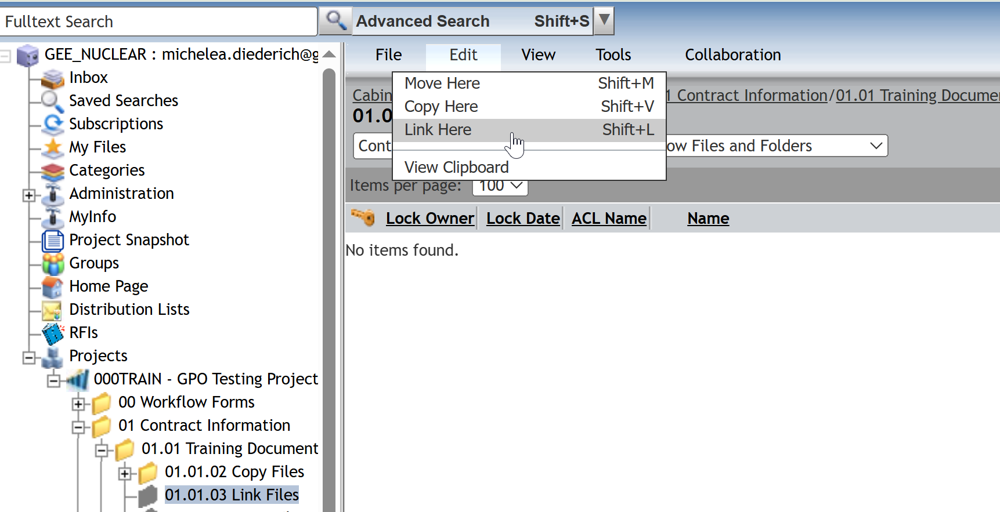 Fulltext Search
Advanced Search Shift+S
GEE_NUCLEAR : michelea.diederich@g
Inbox
Saved Searches
Subscriptions
My Files
Categories
Administration
MyInfo
Project Snapshot
Groups
Home Page
Distribution Lists
RFIs
Projects
000TRAIN - GPO Testing Project
00 Workflow Forms
01 Contract Information
01.01 Training Document
01.01.02 Copy Files
01.01.03 Link Files
File Edit View Tools Collaboration
Move Here Shift+M
Copy Here Shift+V
Link Here Shift+L
View Clipboard
Cabin 1 Contract Information/01.01 Training Docume
01.0
Cont ow Files and Folders
Items per page: 100
Lock Owner Lock Date ACL Name Name
No items found.